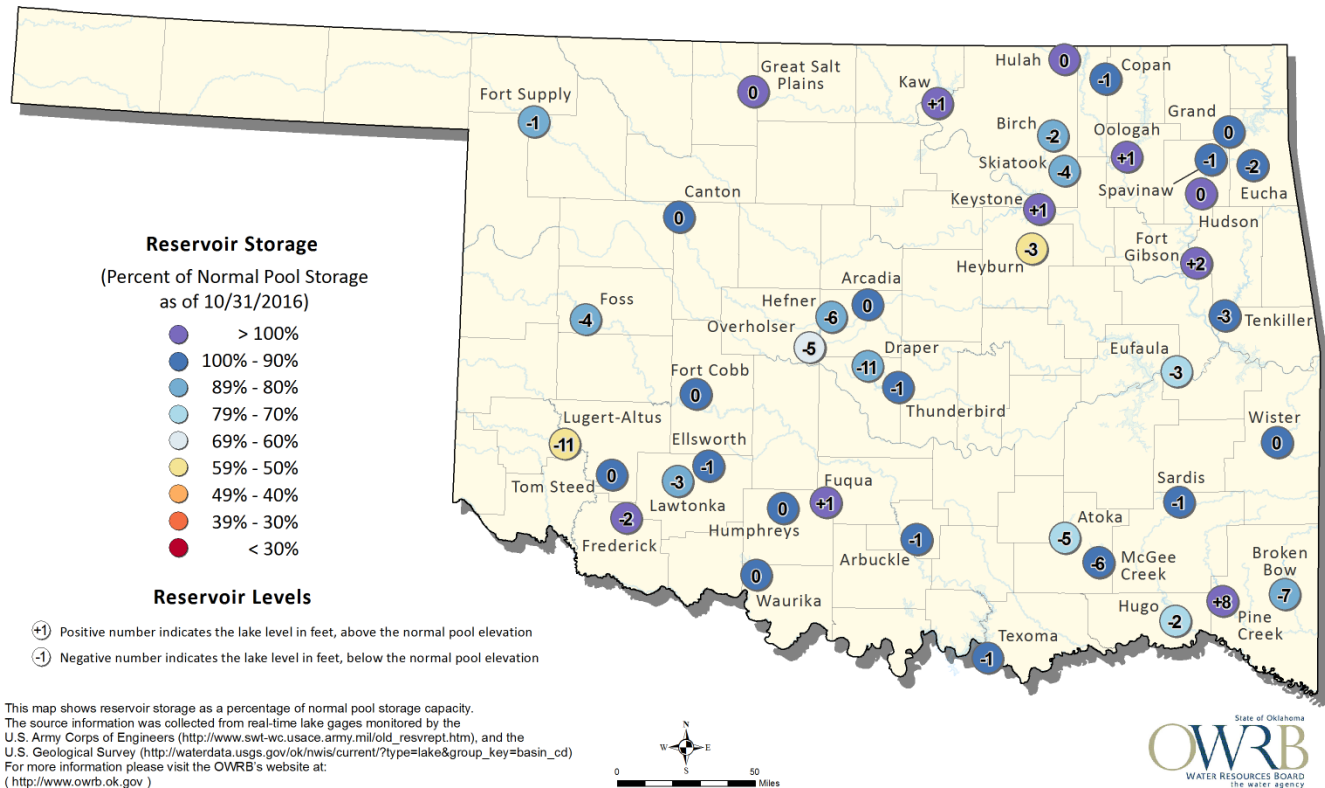 Hulah
0
Copan
-1
Great Salt
Plains
0
Kaw
+1
Fort Supply
-1
Grand
0
Birch
-2
Oologah
+1
Skiatook
-4
Spavinaw
-1
-2
Eucha
Canton
0
Keystone
+1
0
Hudson
Reservoir Storage
(Percent of Normal Pool Storage
as of 10/31/2016)
> 100%
100% - 90%
89% - 80%
79% - 70%
69% - 60%
59% - 50%
49% - 40%
39% - 30%
< 30%
-3
Heyburn
Fort
Gibson
+2
Arcadia
0
Hefner
-6
Foss
-4
Overholser
-5
-3
Tenkiller
Draper
-11
Eufaula
-3
Fort Cobb
0
-1
Thunderbird
Lugert-Altus
-11
Wister
0
Ellsworth
-1
Tom Steed
0
-3
Lawtonka
Fuqua
+1
Sardis
-1
-2
Frederick
0
Humphreys
Atoka
-5
Arbuckle
-1
-6
McGee
Creek
Broken
Bow
-7
0
Waurika
Hugo
-2
+8
Pine
Creek
Texoma
-1
Reservoir Levels
+1 Positive number indicates the lake level in feet, above the normal pool elevation
-1 Negative number indicates the lake level in feet, below the normal pool elevation
This map shows reservoir storage as a percentage of normal pool storage capacity.
The source information was collected from real-time lake gages monitored by the
U.S. Army Corps of Engineers (http://www.swt-wc.usace.army.mil/old_resvrept.htm), and the
U.S. Geological Survey (http://waterdata.usgs.gov/ok/nwis/current/?type=lake&group_key=basin_cd)
For more information please visit the OWRB's website at:
( http://www.owrb.ok.gov )
N
W E
S
0 50
Miles
State of Oklahoma
OWRB
WATER RESOURCES BOARD
the water agency